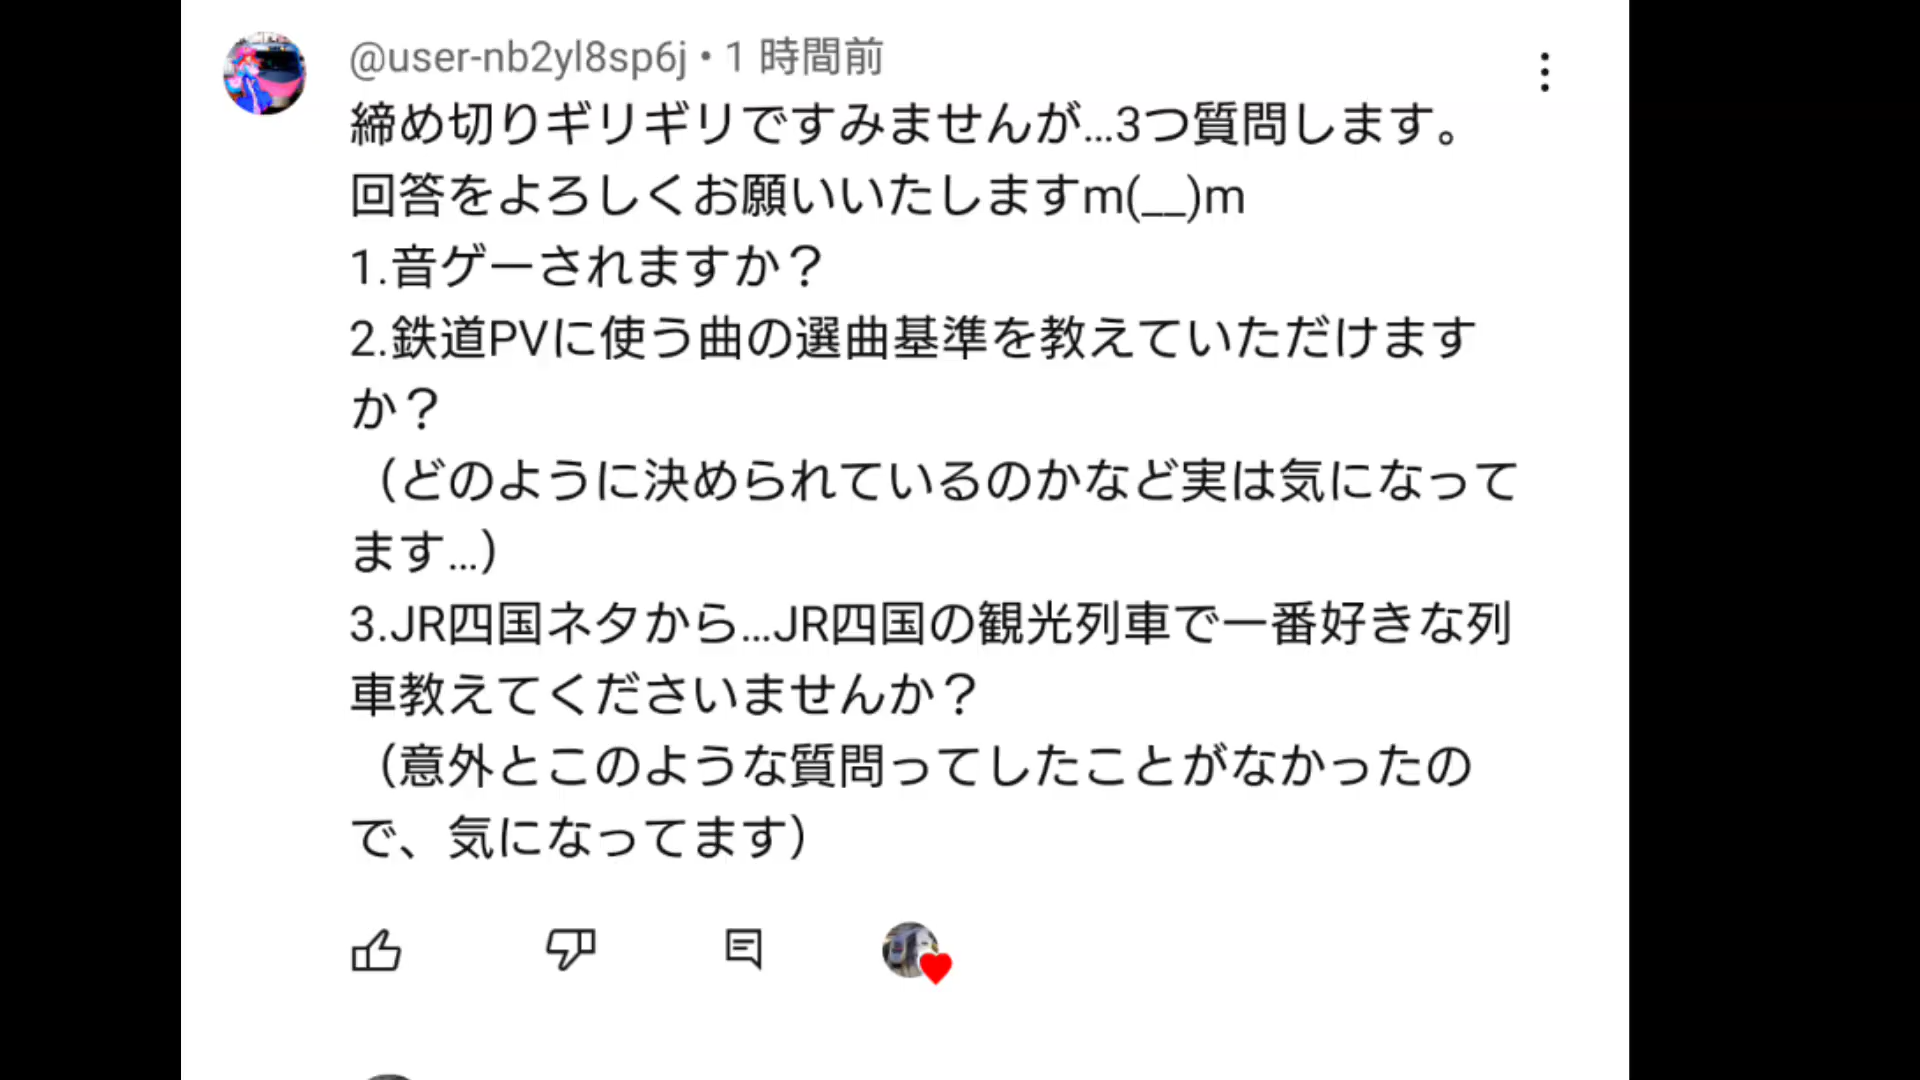 @user-nb2yl8sp6j • 1 時間前
締め切りギリギリですみませんが...3つ質問します。
回答をよろしくお願いいたしますm(__)m
1.音ゲーされますか？
2.鉄道PVに使う曲の選曲基準を教えていただけます
か？
（どのように決められているのかなど実は気になって
ます...）
3.JR四国ネタから...JR四国の観光列車で一番好きな列
車教えてくださいませんか？
（意外とこのような質問ってしたことがなかったの
で、気になってます）